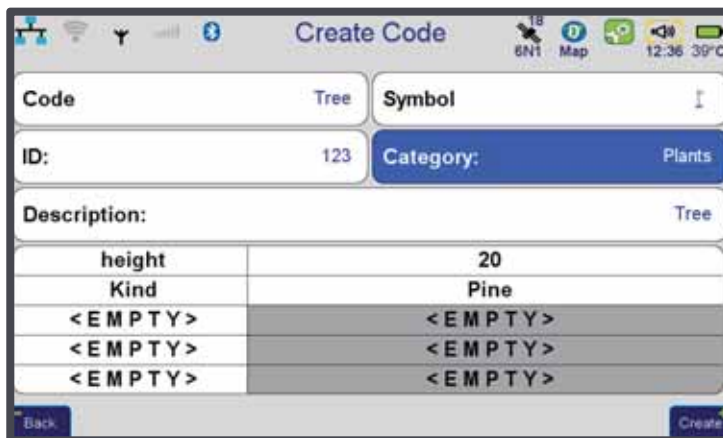 Create Code
18
6N1 Map 12:36 39°C
Code Tree Symbol
ID: 123 Category: Plants
Description: Tree
height 20
Kind Pine
<EMPTY> <EMPTY>
<EMPTY> <EMPTY>
<EMPTY> <EMPTY>
Back Create